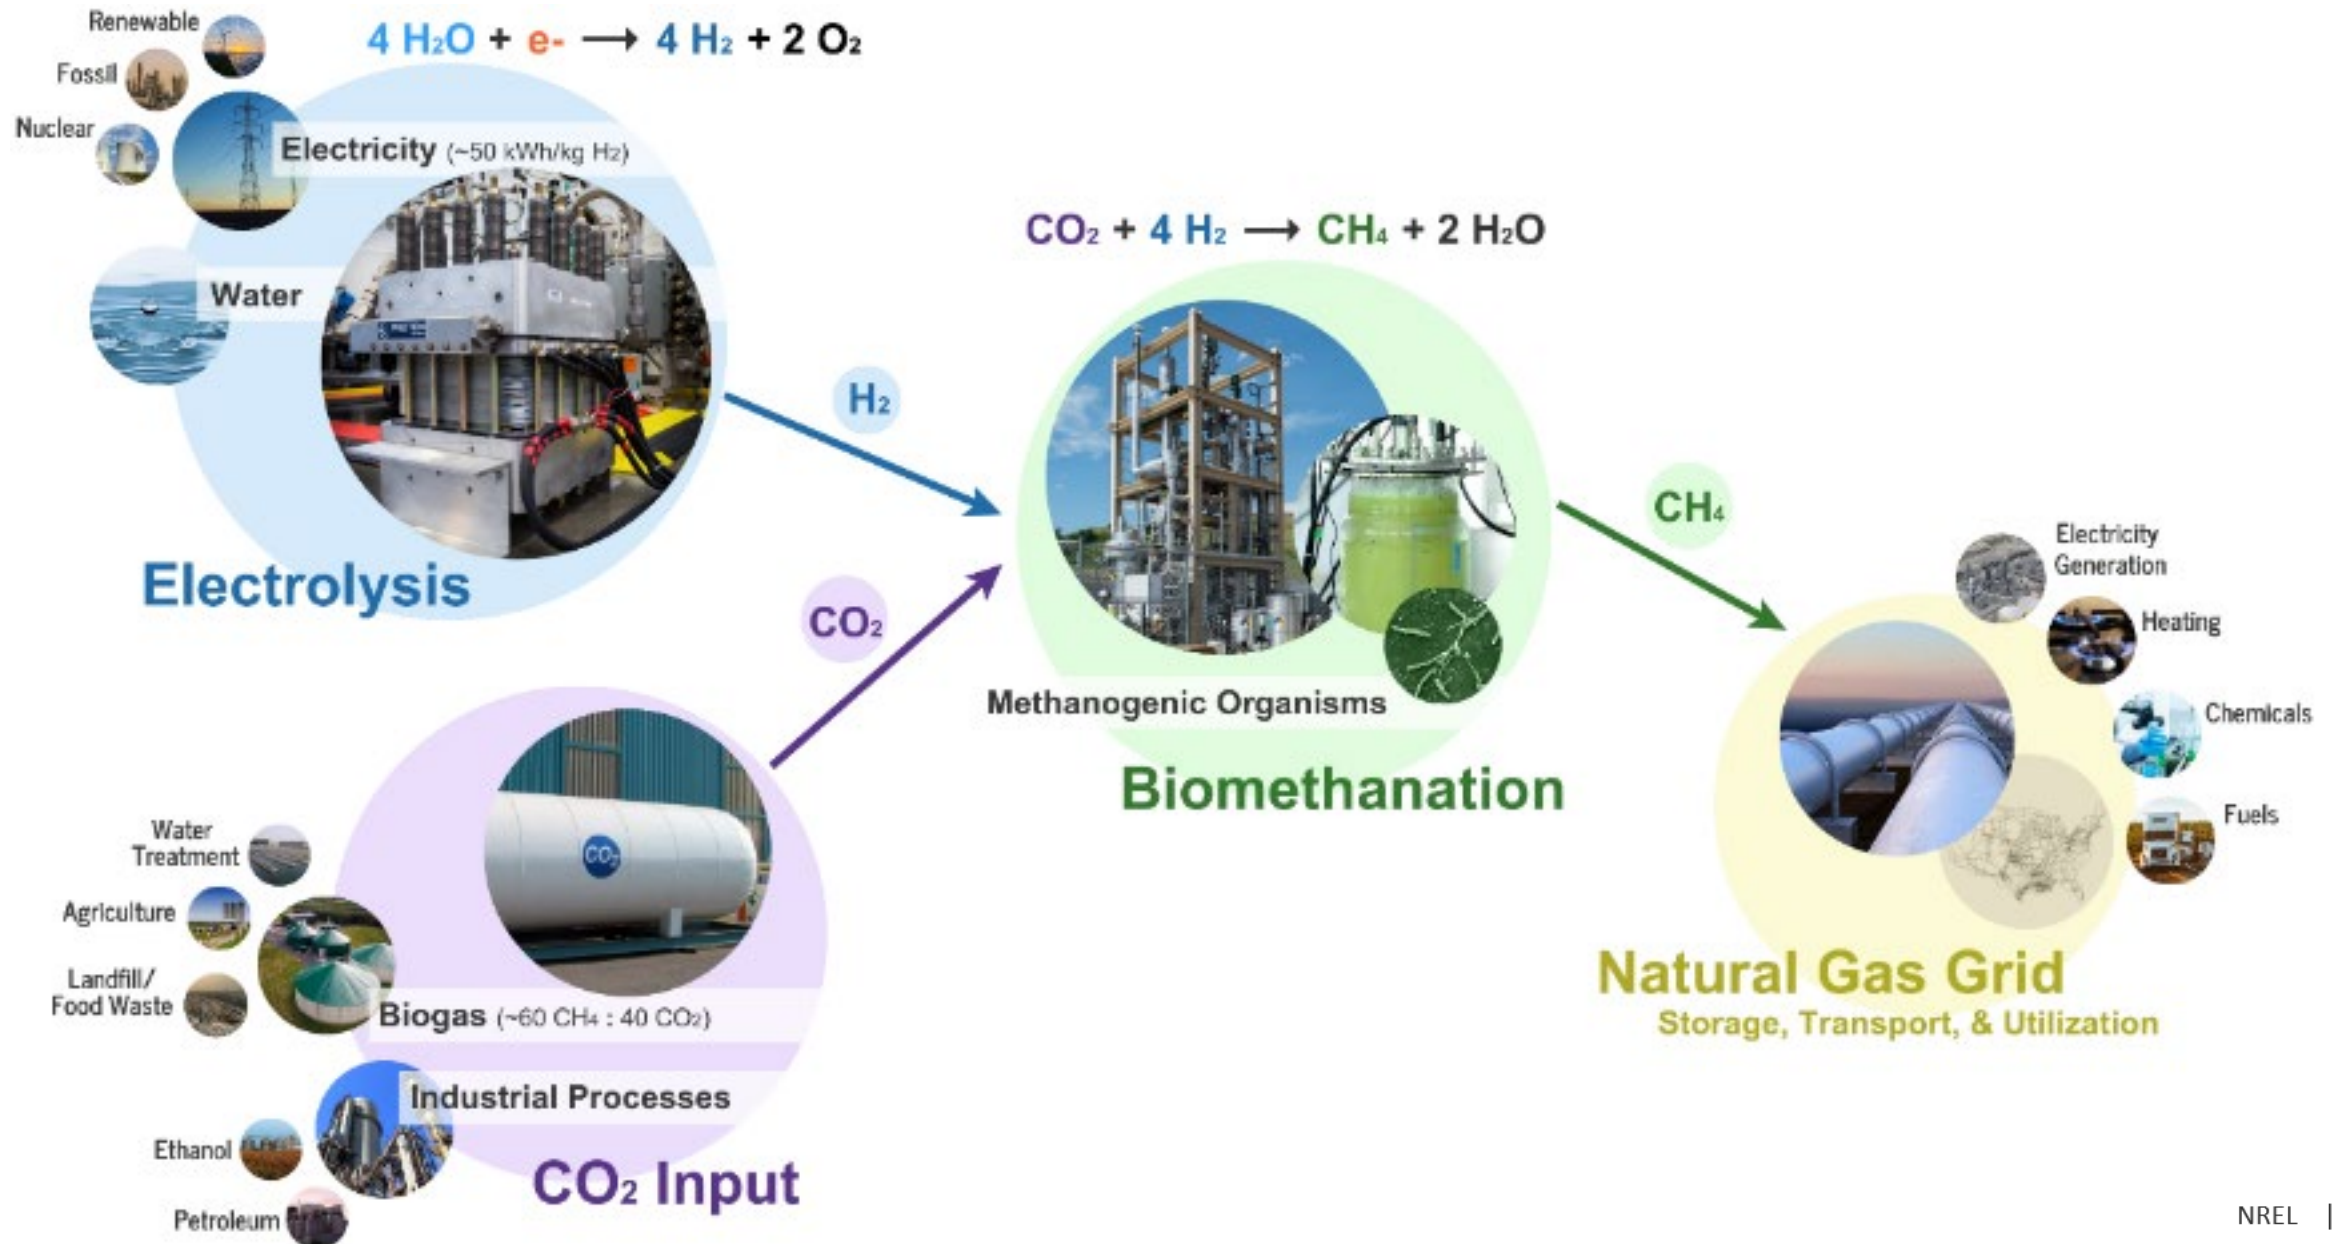 Renewable
Fossil
Nuclear
4 H₂O + e- → 4 H₂ + 2 O₂
Electricity (~50 kWh/kg H₂)
Water
Electrolysis
H₂
CO₂
CO₂ + 4 H₂ → CH₄ + 2 H₂O
Methanogenic Organisms
Biomethanation
CH₄
Water
Treatment
Agriculture
Landfill/
Food Waste
CO₂
Biogas (~60 CH₄ : 40 CO₂)
Industrial Processes
Ethanol
Petroleum
CO₂ Input
Electricity
Generation
Heating
Chemicals
Fuels
Natural Gas Grid
Storage, Transport, & Utilization
NREL |